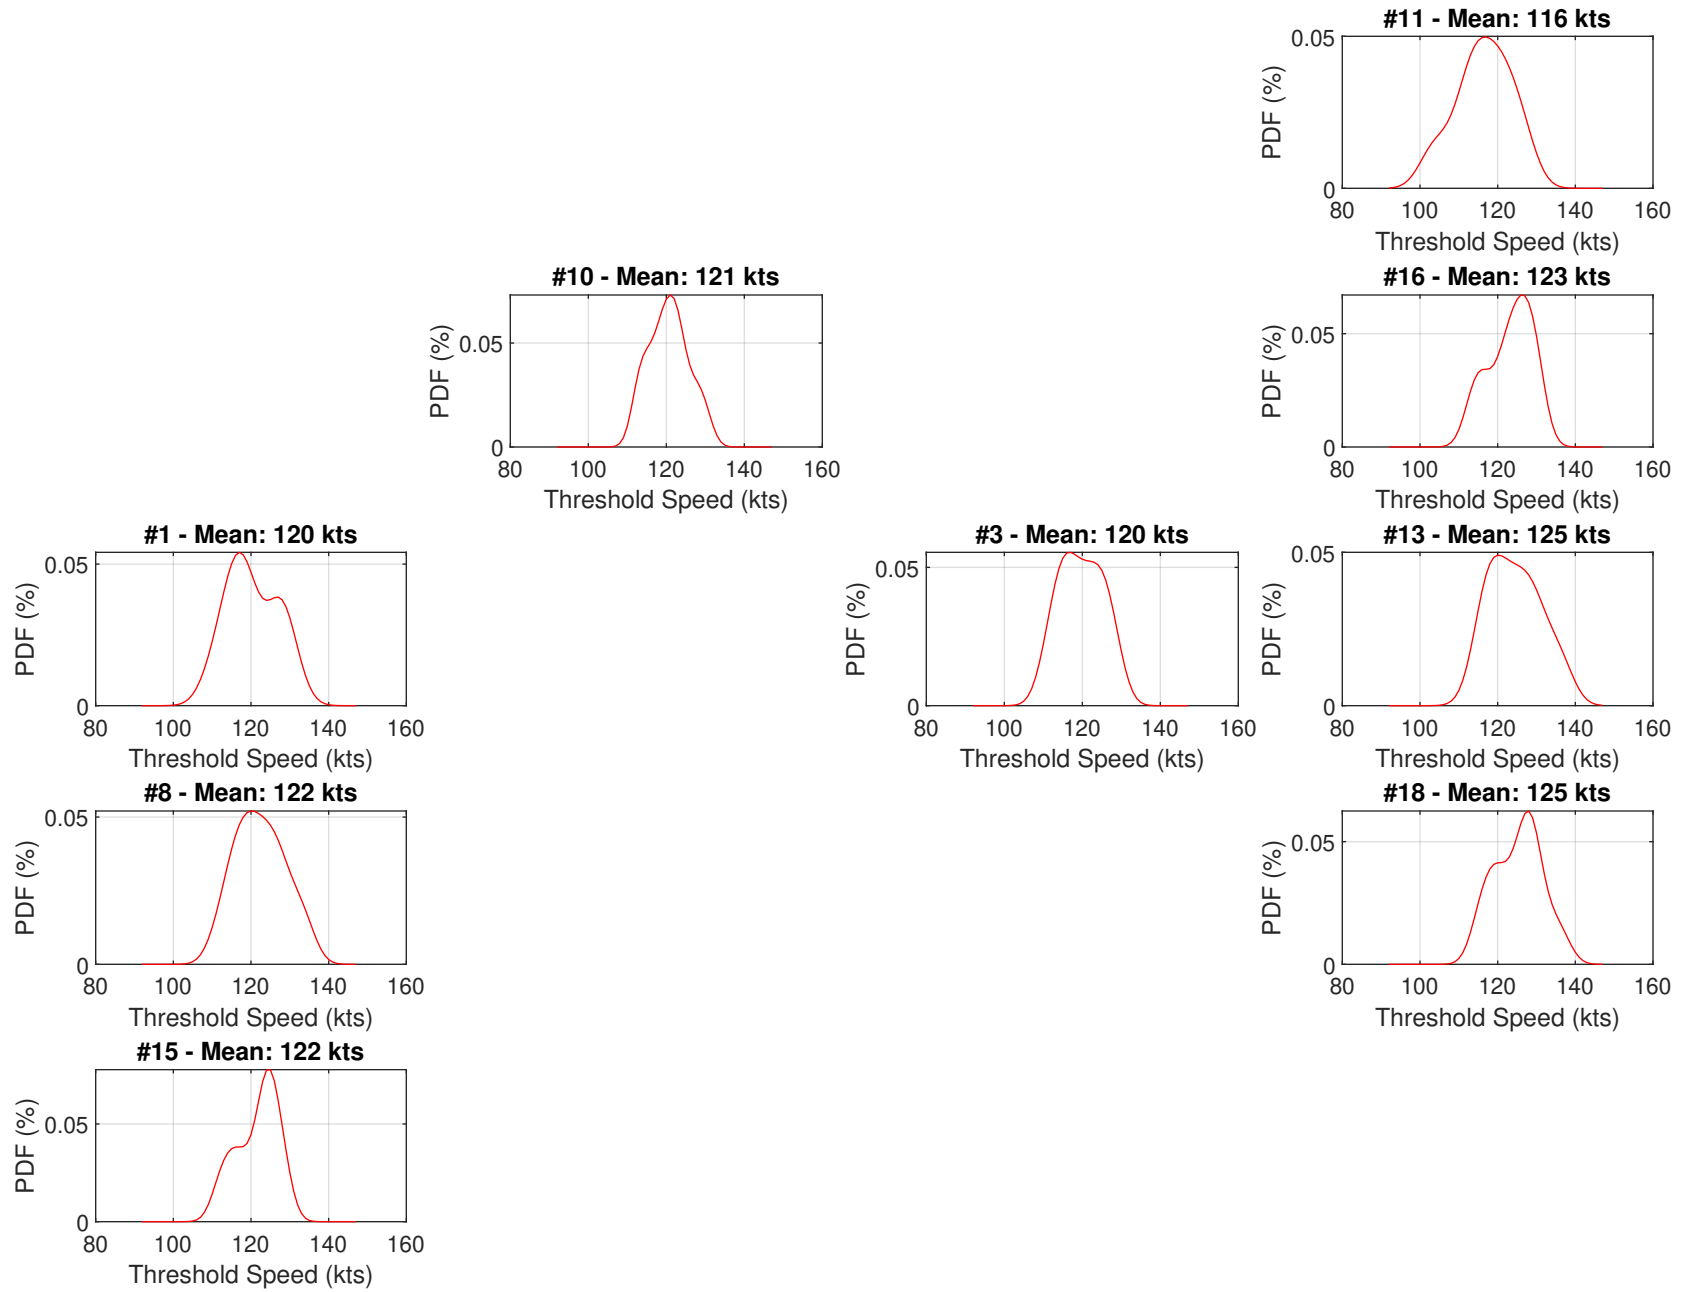 #11 - Mean: 116 kts
0.05
PDF (%)
0
80 100 120 140 160
Threshold Speed (kts)
#10 - Mean: 121 kts
0.05
PDF (%)
0
80 100 120 140 160
Threshold Speed (kts)
#16 - Mean: 123 kts
0.05
PDF (%)
0
80 100 120 140 160
Threshold Speed (kts)
#1 - Mean: 120 kts
0.05
PDF (%)
0
80 100 120 140 160
Threshold Speed (kts)
#3 - Mean: 120 kts
0.05
PDF (%)
0
80 100 120 140 160
Threshold Speed (kts)
#13 - Mean: 125 kts
0.05
PDF (%)
0
80 100 120 140 160
Threshold Speed (kts)
#8 - Mean: 122 kts
0.05
PDF (%)
0
80 100 120 140 160
Threshold Speed (kts)
#18 - Mean: 125 kts
0.05
PDF (%)
0
80 100 120 140 160
Threshold Speed (kts)
#15 - Mean: 122 kts
0.05
PDF (%)
0
80 100 120 140 160
Threshold Speed (kts)